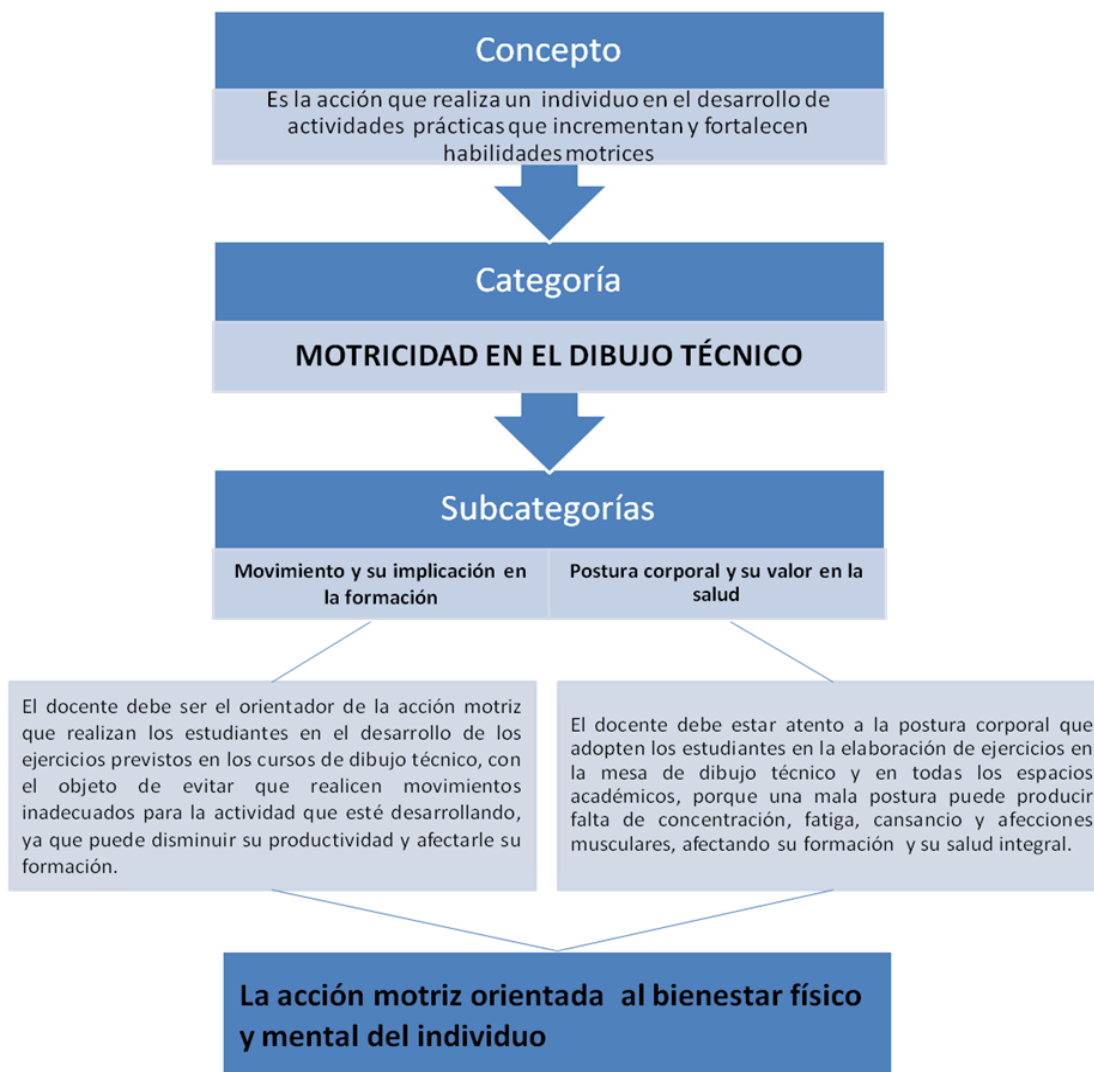 Concepto
Es la acción que realiza un individuo en el desarrollo de
actividades prácticas que incrementan y fortalecen
habilidades motrices
Categoría
MOTRICIDAD EN EL DIBUJO TÉCNICO
Subcategorías
Movimiento y su implicación en
la formación
Postura corporal y su valor en la
salud
El docente debe ser el orientador de la acción motriz
que realizan los estudiantes en el desarrollo de los
ejercicios previstos en los cursos de dibujo técnico, con
el objeto de evitar que realicen movimientos
inadecuados para la actividad que esté desarrollando,
ya que puede disminuir su productividad y afectarle su
formación.
El docente debe estar atento a la postura corporal que
adopten los estudiantes en la elaboración de ejercicios en
la mesa de dibujo técnico y en todas los espacios
académicos, porque una mala postura puede producir
falta de concentración, fatiga, cansancio y afecciones
musculares, afectando su formación y su salud integral.
La acción motriz orientada al bienestar físico
y mental del individuo